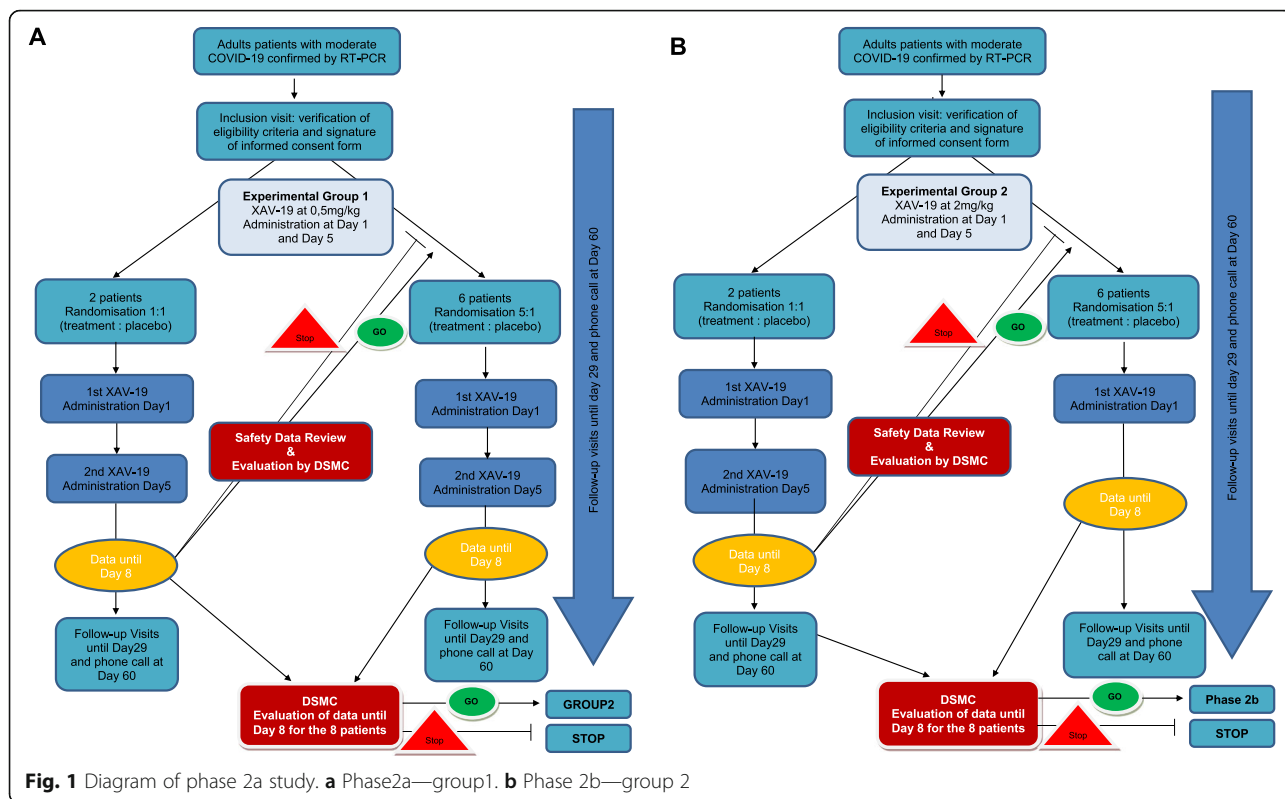 A
Adults patients with moderate
COVID-19 confirmed by RT-PCR
Inclusion visit: verification of
eligibility criteria and signature
of informed consent form
Experimental Group 1
XAV-19 at 0,5mg/kg
Administration at Day 1
and Day 5
2 patients
Randomisation 1:1
(treatment : placebo)
Stop
GO
6 patients
Randomisation 5:1
(treatment : placebo)
1st XAV-19
Administration Day1
1st XAV-19
Administration Day1
Safety Data Review
&
Evaluation by DSMC
2nd XAV-19
Administration Day5
2nd XAV-19
Administration Day5
Data until
Day 8
Data until
Day 8
Follow-up Visits
until Day29
and phone call at
Day 60
Follow-up Visits
until Day29 and
phone call at Day
60
DSMC
Evaluation of data until
Day 8 for the 8 patients
GO
GROUP2
Stop
STOP
Follow-up visits until day 29 and phone call at Day 60
B
Adults patients with moderate
COVID-19 confirmed by RT-PCR
Inclusion visit: verification of
eligibility criteria and signature
of informed consent form
Experimental Group 2
XAV-19 at 2mg/kg
Administration at Day 1
and Day 5
2 patients
Randomisation 1:1
(treatment : placebo)
Stop
GO
6 patients
Randomisation 5:1
(treatment : placebo)
1st XAV-19
Administration Day1
1st XAV-19
Administration Day1
Safety Data Review
&
Evaluation by DSMC
2nd XAV-19
Administration Day5
Data until
Day 8
Data until
Day 8
Follow-up Visits
until Day29 and
phone call at
Day 60
Follow-up Visits until
Day29 and phone
call at Day 60
DSMC
Evaluation of data until
Day 8 for the 8 patients
GO
Phase 2b
Stop
STOP
Follow-up visits until day 29 and phone call at Day 60
Fig. 1 Diagram of phase 2a study. a Phase2a—group1. b Phase 2b—group 2